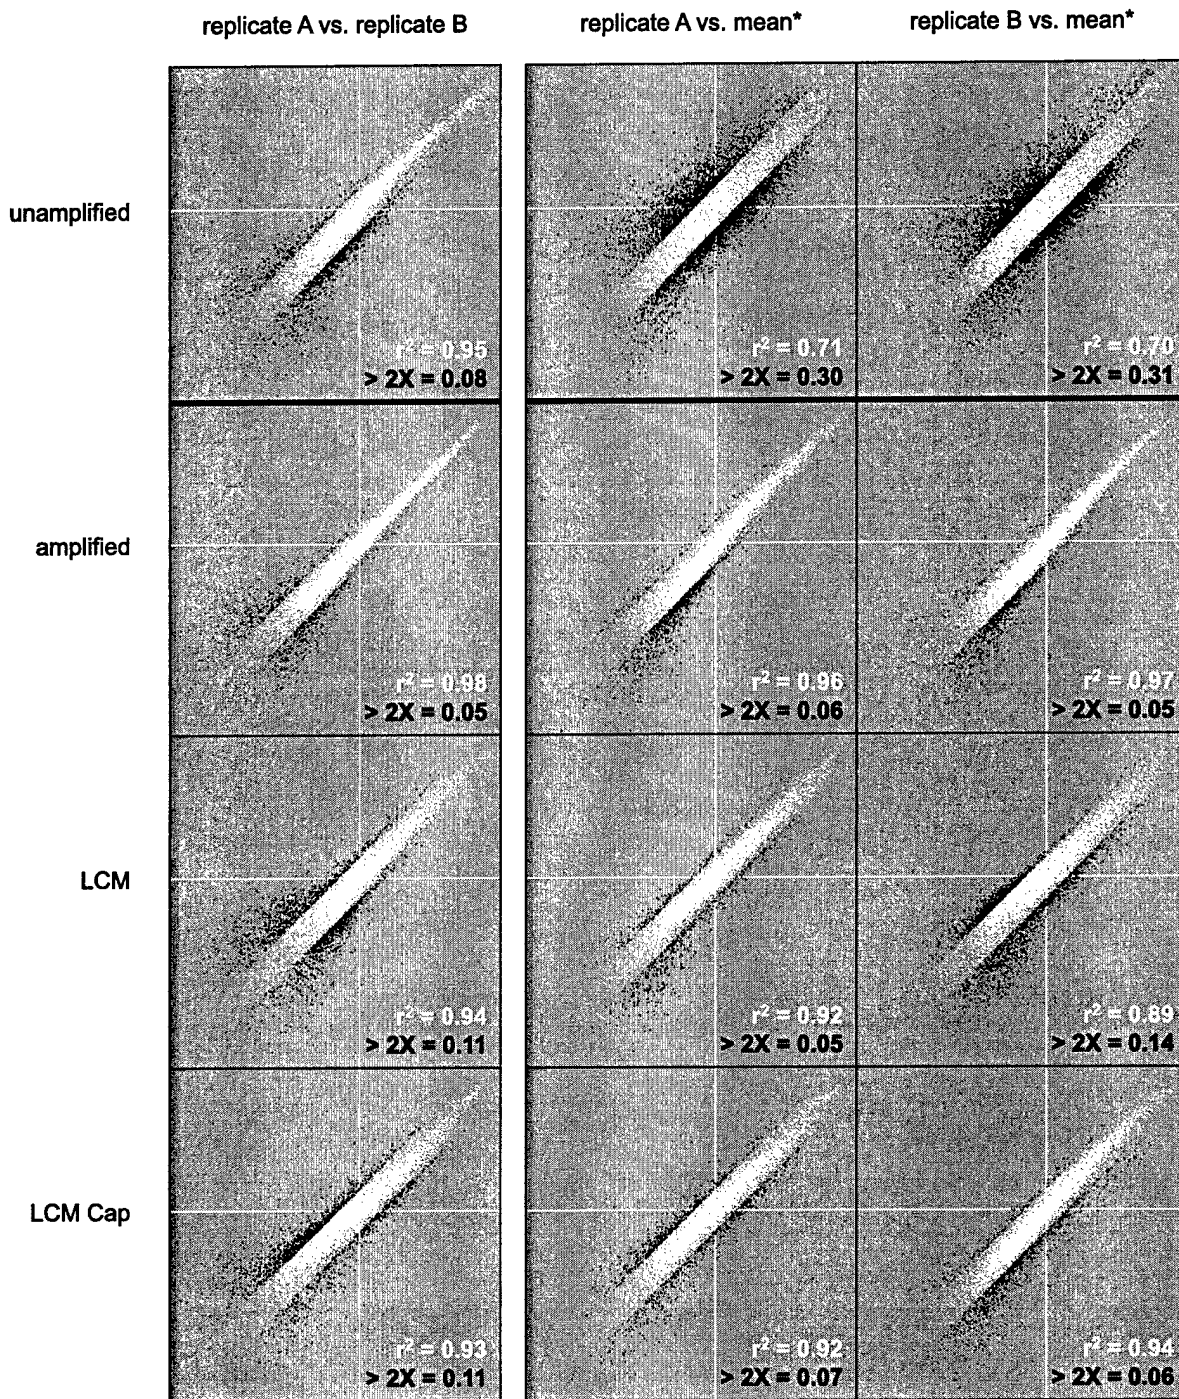 replicate A vs. replicate B
replicate A vs. mean*
replicate B vs. mean*
unamplified
r² = 0.95
> 2X = 0.08
r² = 0.71
> 2X = 0.30
r² = 0.70
> 2X = 0.31
amplified
r² = 0.98
> 2X = 0.05
r² = 0.96
> 2X = 0.06
r² = 0.97
> 2X = 0.05
LCM
r² = 0.94
> 2X = 0.11
r² = 0.92
> 2X = 0.05
r² = 0.89
> 2X = 0.14
LCM Cap
r² = 0.93
> 2X = 0.11
r² = 0.92
> 2X = 0.07
r² = 0.94
> 2X = 0.06